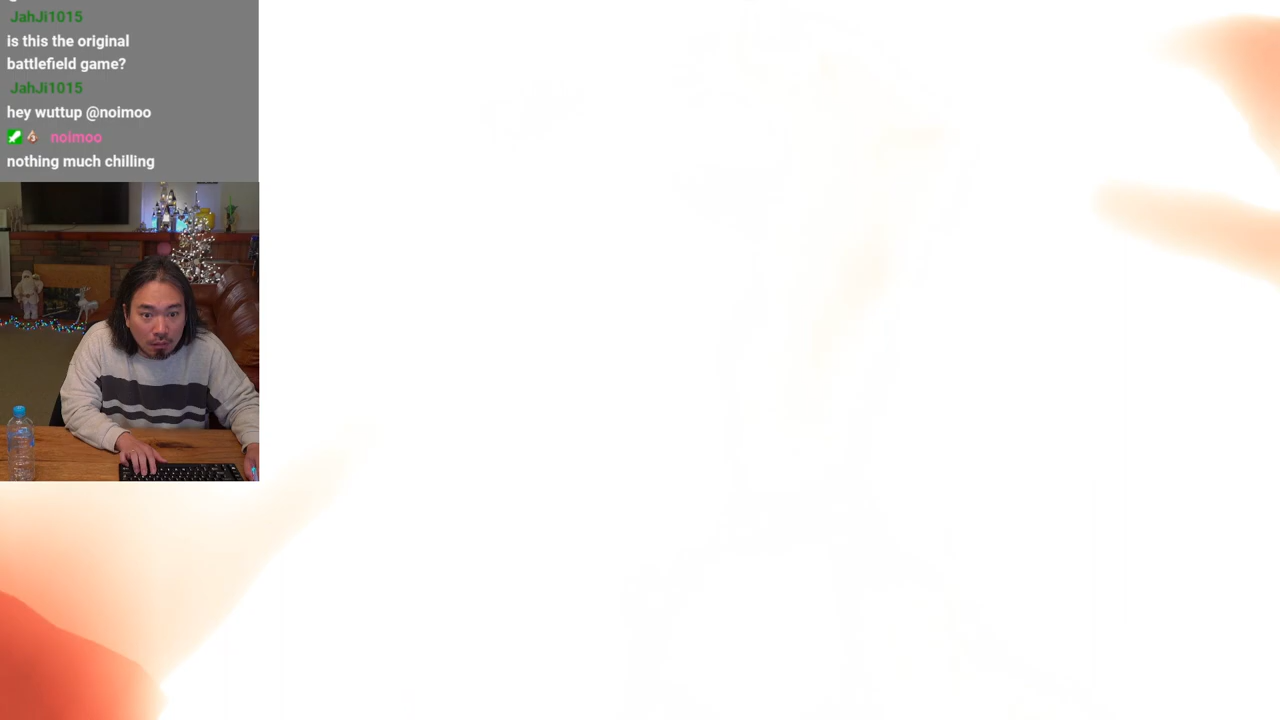 JahJi1015
is this the original
battlefield game?
JahJi1015
hey wuttup @noimoo
noimoo
nothing much chilling